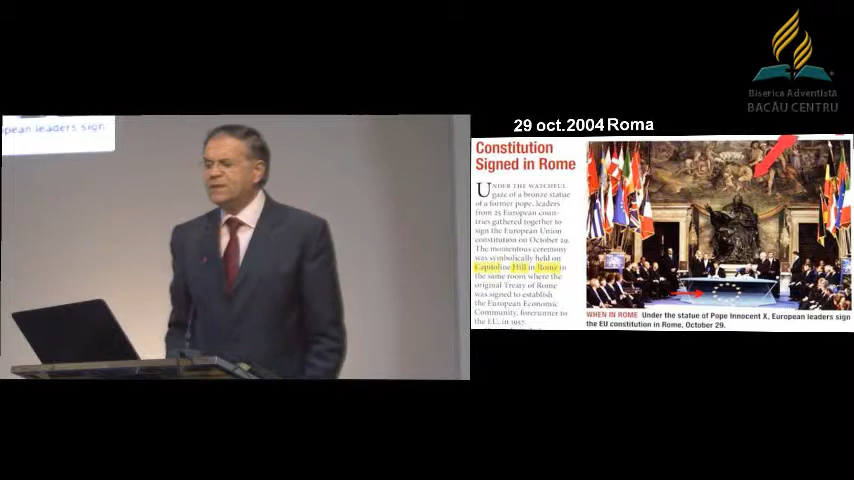 Biserica Adventistă
BACĂU CENTRU
29 oct.2004 Roma
pean leaders sign
Constitution
Signed in Rome
UNDER THE WATCHFUL
gaze of a bronze statue
of a former pope, leaders
from 25 European coun-
tries gathered together to
sign the European Union
constitution on October 29.
The momentous ceremony
was symbolically held on
Capitoline Hill in Rome in
the same room where the
original Treaty of Rome
was signed to establish
the European Economic
Community, forerunner to
the EU, in 1957.
WHEN IN ROME Under the statue of Pope Innocent X, European leaders sign
the EU constitution in Rome, October 29.